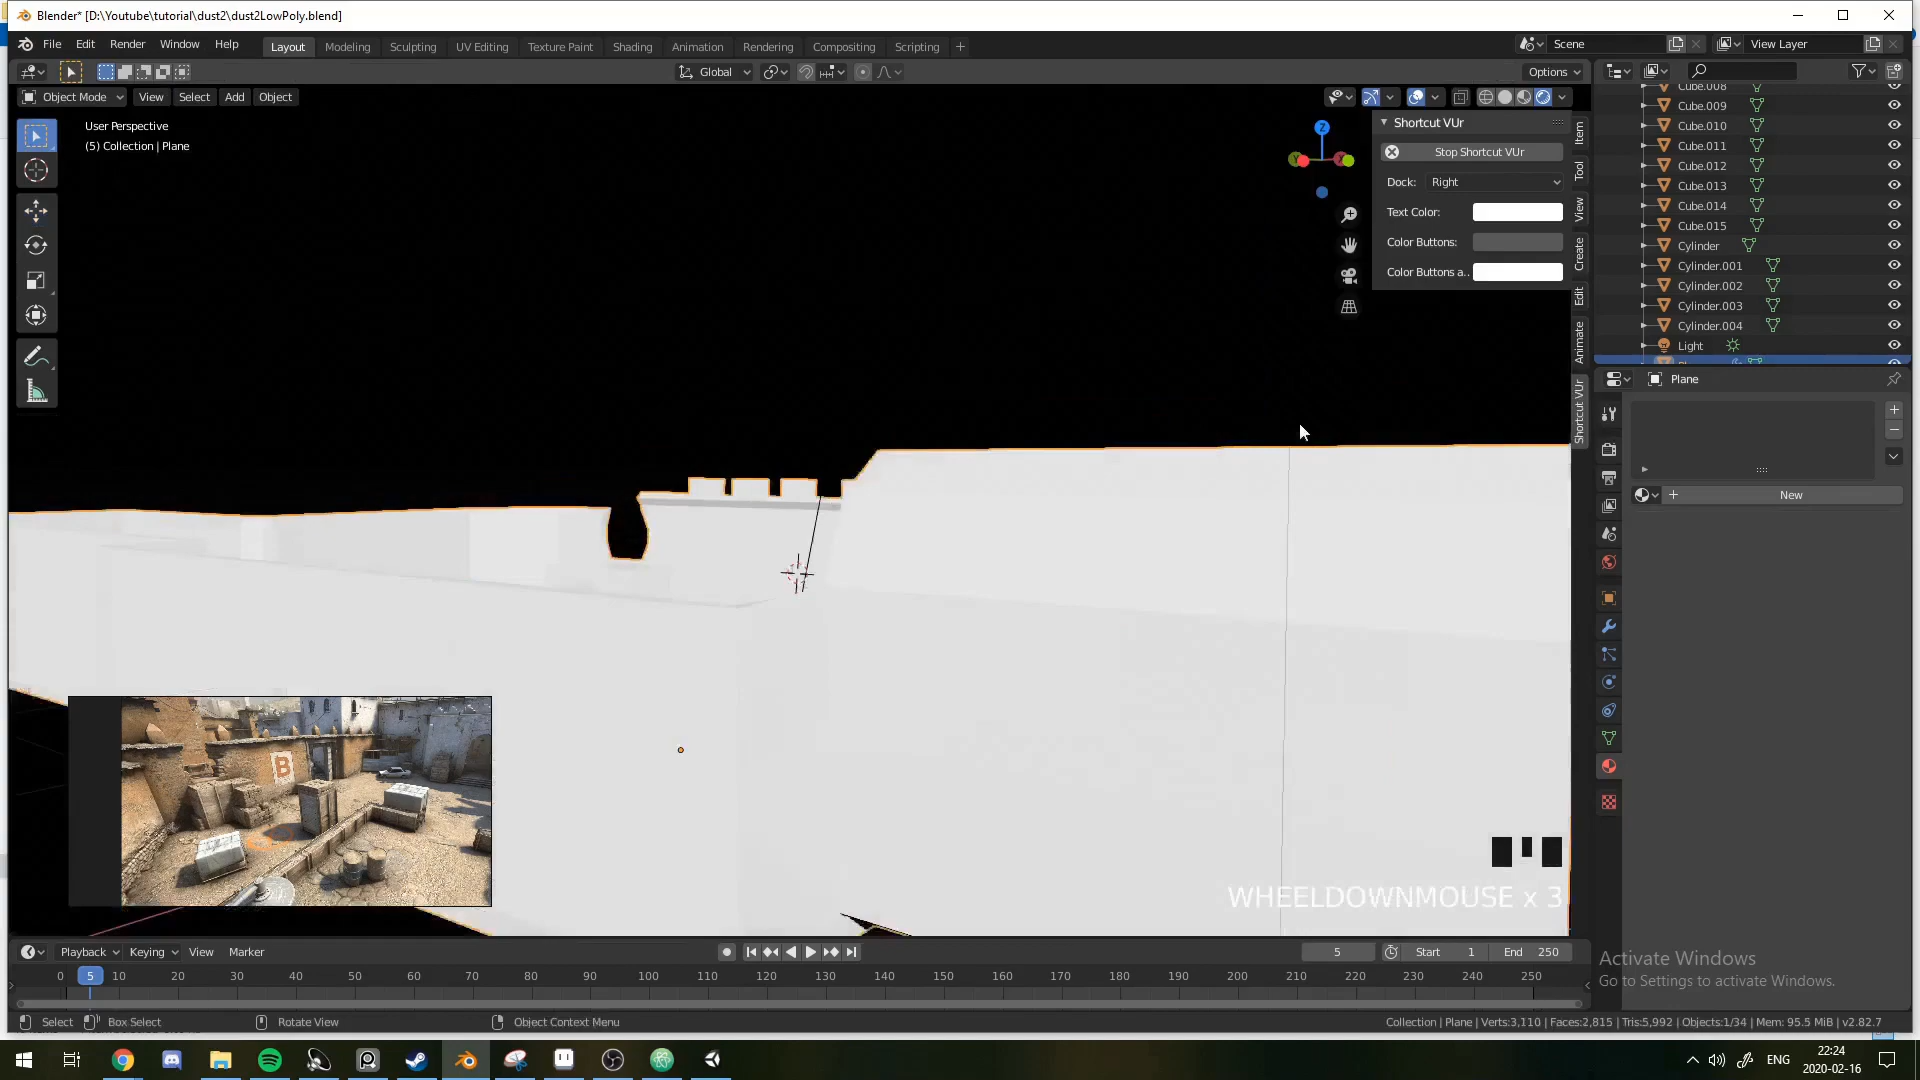 Blender* [D:\Youtube\tutorial\dust2\dust2LowPoly.blend]
File Edit Render Window Help Layout Modeling Sculpting UV Editing Texture Paint Shading Animation Rendering Compositing Scripting + Scene View Layer
Global Options
Object Mode View Select Add Object
User Perspective
(5) Collection | Plane
Z
Y
X
Shortcut VUr
Stop Shortcut VUr
Dock: Right
Text Color:
Color Buttons:
Color Buttons a..
Item
Tool
View
Create
Edit
Animate
Shortcut VUr
Cube.008
Cube.009
Cube.010
Cube.011
Cube.012
Cube.013
Cube.014
Cube.015
Cylinder
Cylinder.001
Cylinder.002
Cylinder.003
Cylinder.004
Light
Plane
New
B
WHEELDOWNMOUSE x 3
Playback Keying View Marker 5 Start 1 End 250
0 5 10 20 30 40 50 60 70 80 90 100 110 120 130 140 150 160 170 180 190 200 210 220 230 240 250
Activate Windows
Go to Settings to activate Windows.
Select Box Select Rotate View Object Context Menu Collection | Plane | Verts:3,110 | Faces:2,815 | Tris:5,992 | Objects:1/34 | Mem: 95.5 MiB | v2.82.7
ENG 22:24
2020-02-16